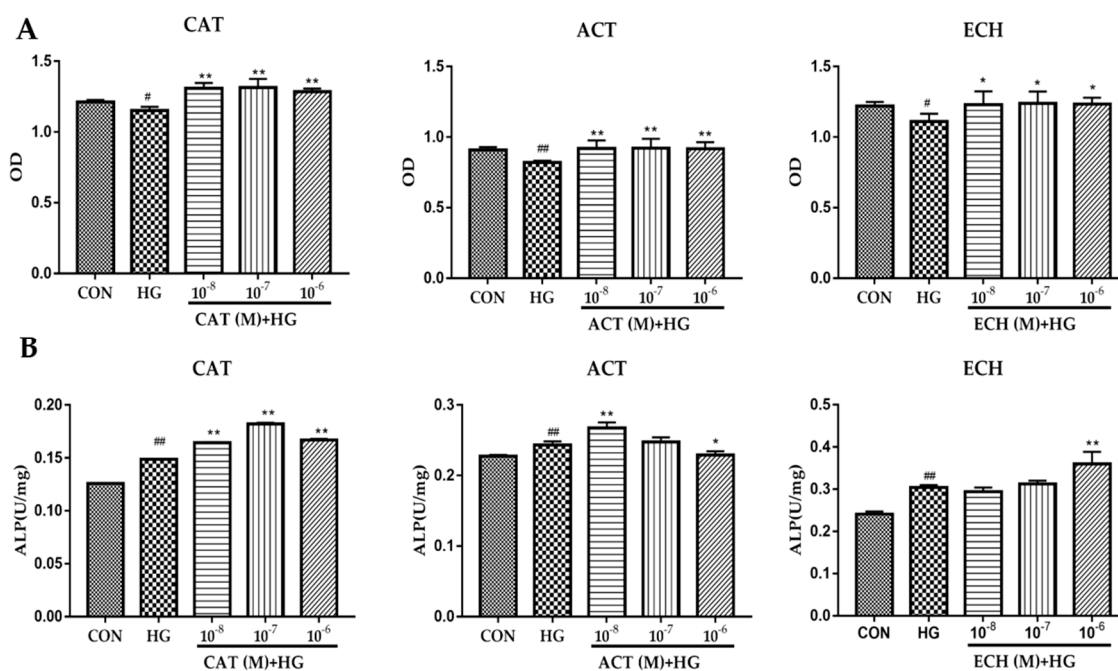 A
CAT
ACT
ECH
OD
1.5
1.0
0.5
0.0
#
**
**
**
CON HG 10-8 10-7 10-6
CAT (M)+HG
OD
1.5
1.0
0.5
0.0
##
**
**
**
CON HG 10-8 10-7 10-6
ACT (M)+HG
OD
1.5
1.0
0.5
0.0
#
*
*
*
CON HG 10-8 10-7 10-6
ECH (M)+HG
B
CAT
ACT
ECH
ALP(U/mg)
0.20
0.15
0.10
0.05
0.00
##
**
**
**
CON HG 10-8 10-7 10-6
CAT (M)+HG
ALP(U/mg)
0.3
0.2
0.1
0.0
##
**
*
CON HG 10-8 10-7 10-6
ACT (M)+HG
ALP(U/mg)
0.5
0.4
0.3
0.2
0.1
0.0
##
**
CON HG 10-8 10-7 10-6
ECH (M)+HG